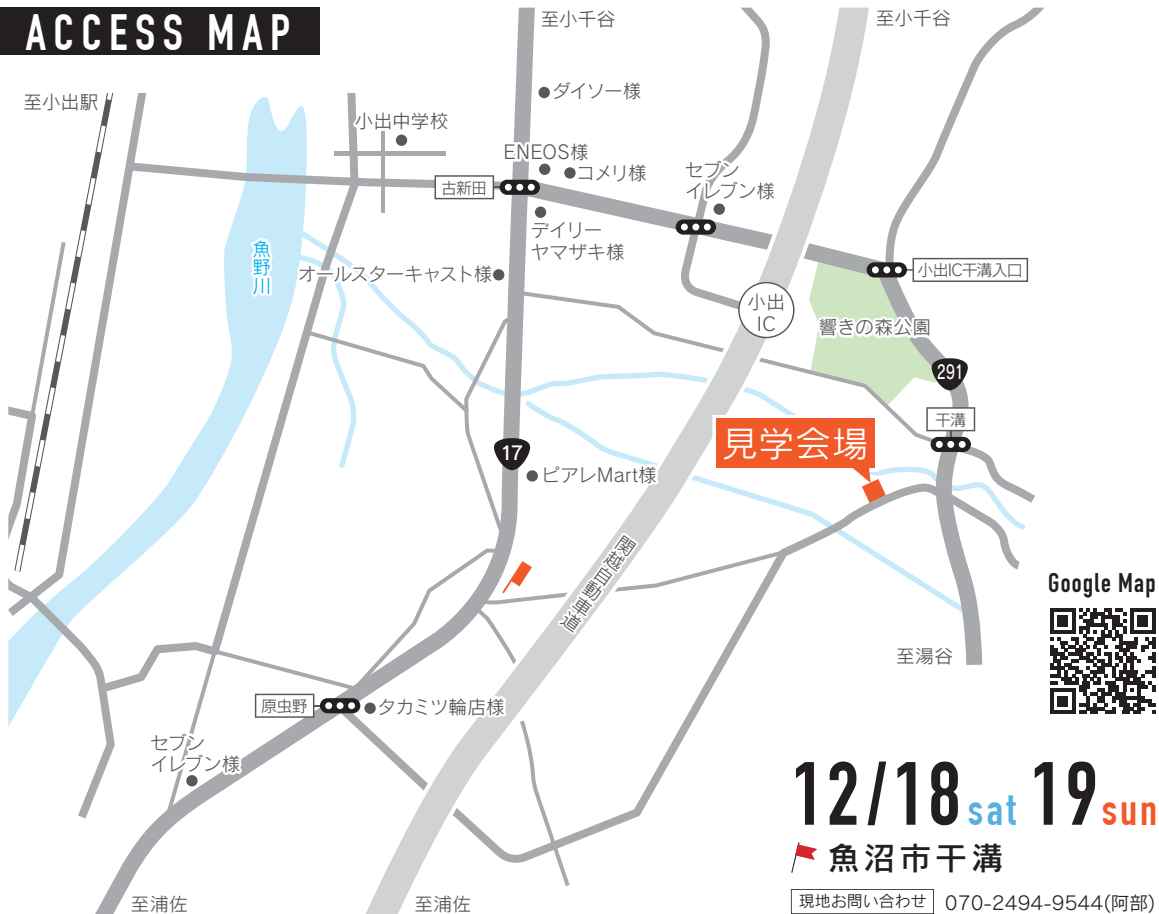 ACCESS MAP
至小千谷
至小千谷
ダイソー様
至小出駅
小出中学校
ENEOS様
コメリ様
セブン
イレブン様
古新田
デイリー
ヤマザキ様
魚野川
オールスターキャスト様
小出IC干溝入口
小出
IC
響きの森公園
291
干溝
見学会場
17
ピアレMart様
関越自動車道
Google Map
至湯谷
原虫野
タカミツ輪店様
セブン
イレブン様
12/18 sat 19 sun
魚沼市干溝
至浦佐
至浦佐
現地お問い合わせ 070-2494-9544(阿部)